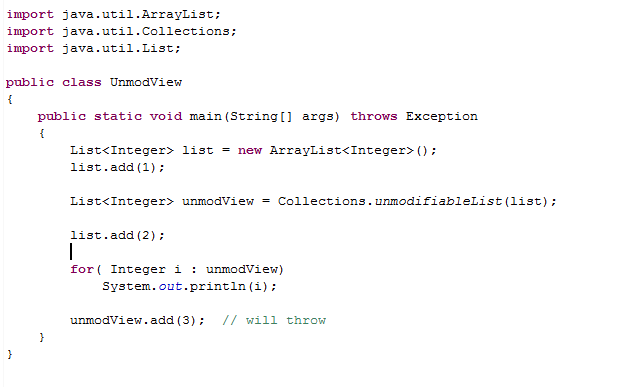 import java.util.ArrayList;
import java.util.Collections;
import java.util.List;

public class UnmodView
{
    public static void main(String[] args) throws Exception
    {
        List<Integer> list = new ArrayList<Integer>();
        list.add(1);

        List<Integer> unmodView = Collections.unmodifiableList(list);

        list.add(2);

        for( Integer i : unmodView)
            System.out.println(i);

        unmodView.add(3);  // will throw
    }
}